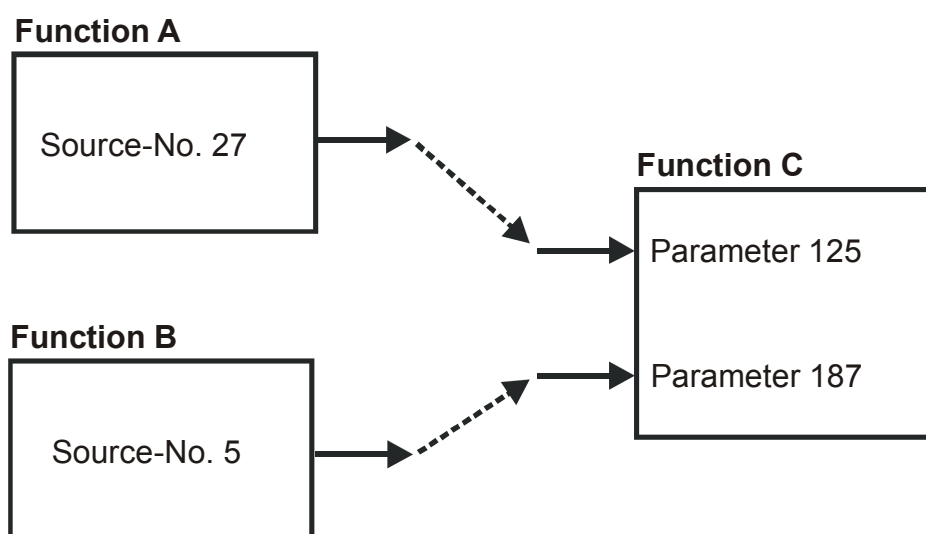 Function A
Source-No. 27
Function C
Parameter 125
Function B
Parameter 187
Source-No. 5